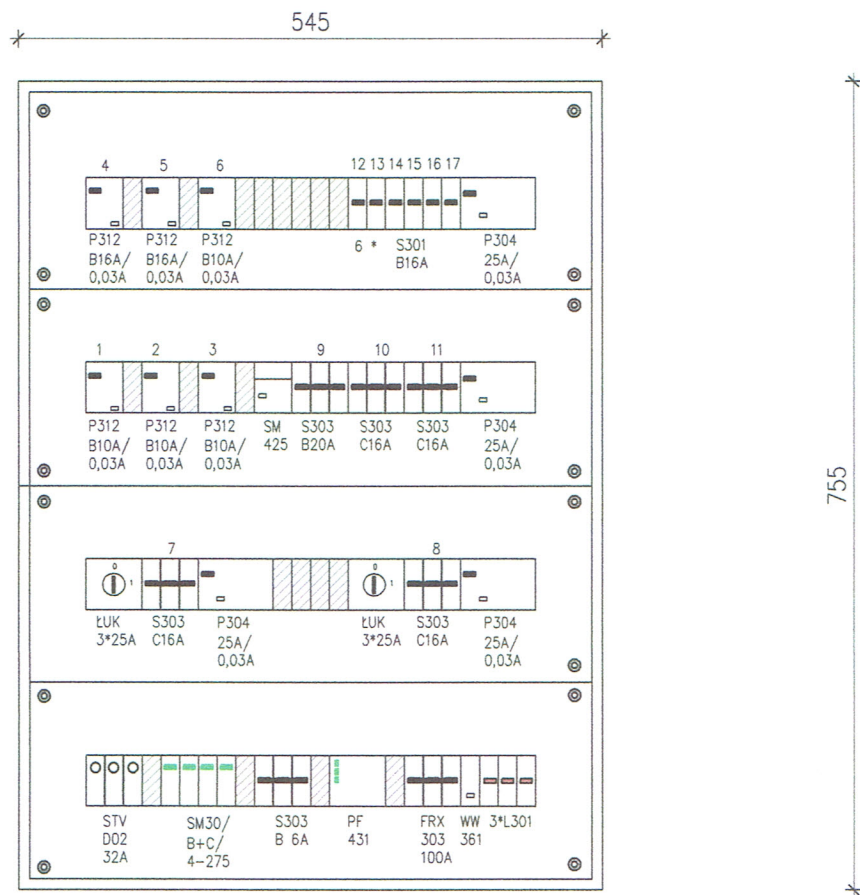 545
755
4 5 6 12 13 14 15 16 17
P312 P312 P312 6 * S301 P304
B16A/ B16A/ B10A/ B16A 25A/
0,03A 0,03A 0,03A 0,03A
1 2 3 9 10 11
P312 P312 P312 SM S303 S303 S303 P304
B10A/ B10A/ B10A/ 425 B20A C16A C16A 25A/
0,03A 0,03A 0,03A 0,03A
7 8
0 0
1 1
ŁUK S303 P304 ŁUK S303 P304
3*25A C16A 25A/ 3*25A C16A 25A/
0,03A 0,03A
STV SM30/ S303 PF FRX WW 3*L301
D02 B+C/ B 6A 431 303 361
32A 4-275 100A